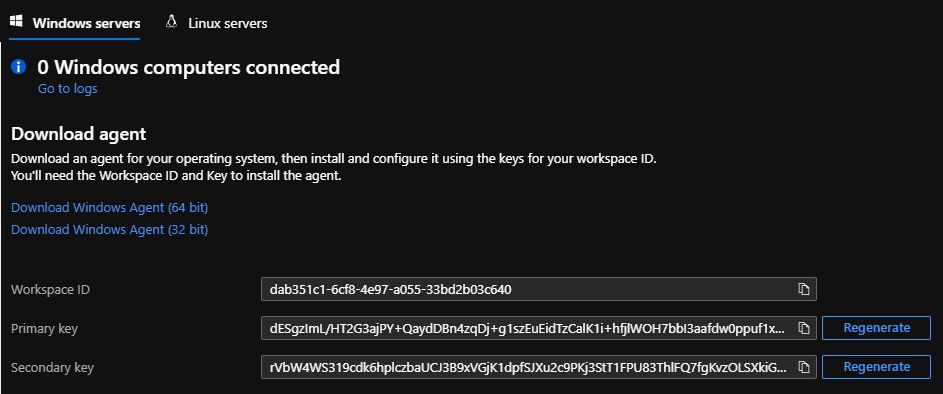 Windows servers
Linux servers
0 Windows computers connected
Go to logs
Download agent
Download an agent for your operating system, then install and configure it using the keys for your workspace ID.
You'll need the Workspace ID and Key to install the agent.
Download Windows Agent (64 bit)
Download Windows Agent (32 bit)
Workspace ID dab351c1-6cf8-4e97-a055-33bd2b03c640
Primary key dESgzImL/HT2G3ajPY+QaydDBn4zqDj+g1szEuEidTzCalK1i+hfjlWOH7bbI3aafdw0ppuf1x... Regenerate
Secondary key rVbW4WS319cdk6hplczbaUCJ3B9xVGjK1dpfSJXu2c9PKj3StT1FPU83ThlFQ7fgKvzOLSXkiG... Regenerate